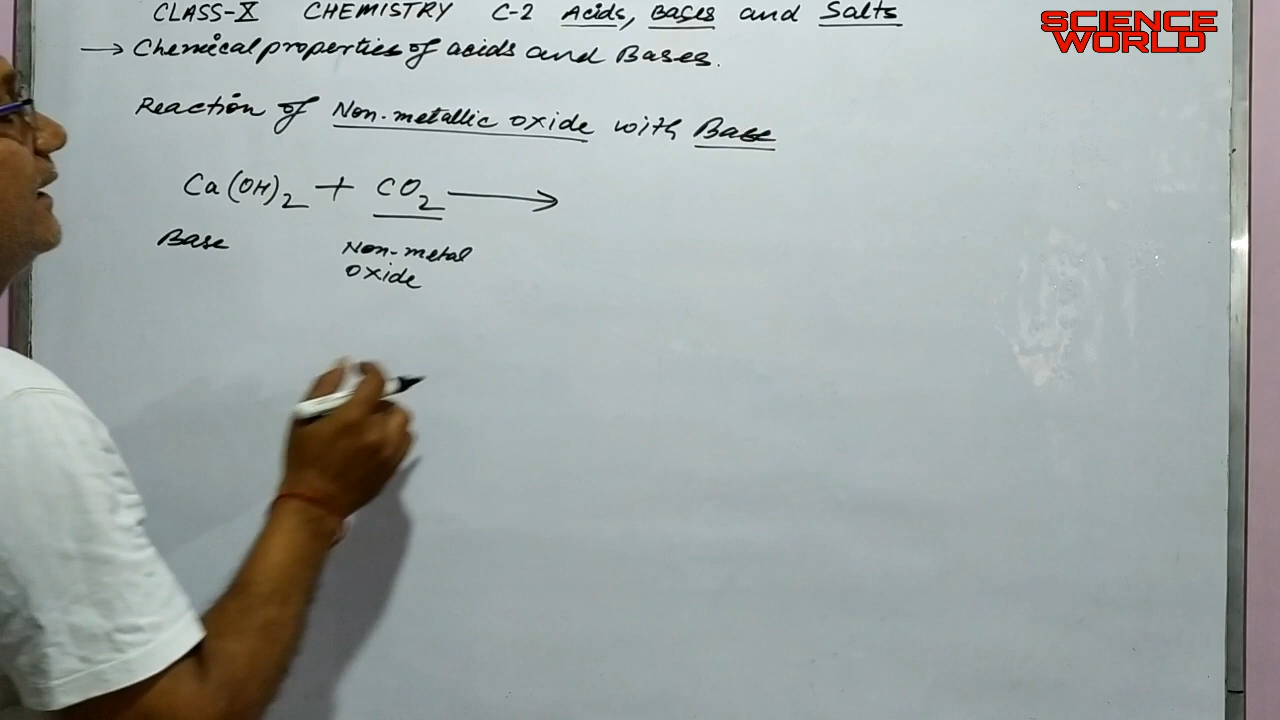 CLASS-X CHEMISTRY C-2 Acids, Bases and Salts
SCIENCE
WORLD
→ Chemical properties of acids and Bases.
Reaction of Non-metallic oxide with Base
Ca(OH)2 + CO2 →
Base Non-metal
oxide